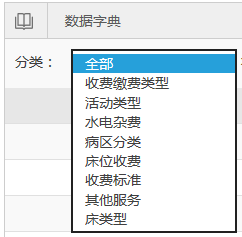 数据字典
分类：
全部
收费缴费类型
活动类型
水电杂费
病区分类
床位收费
收费标准
其他服务
床类型